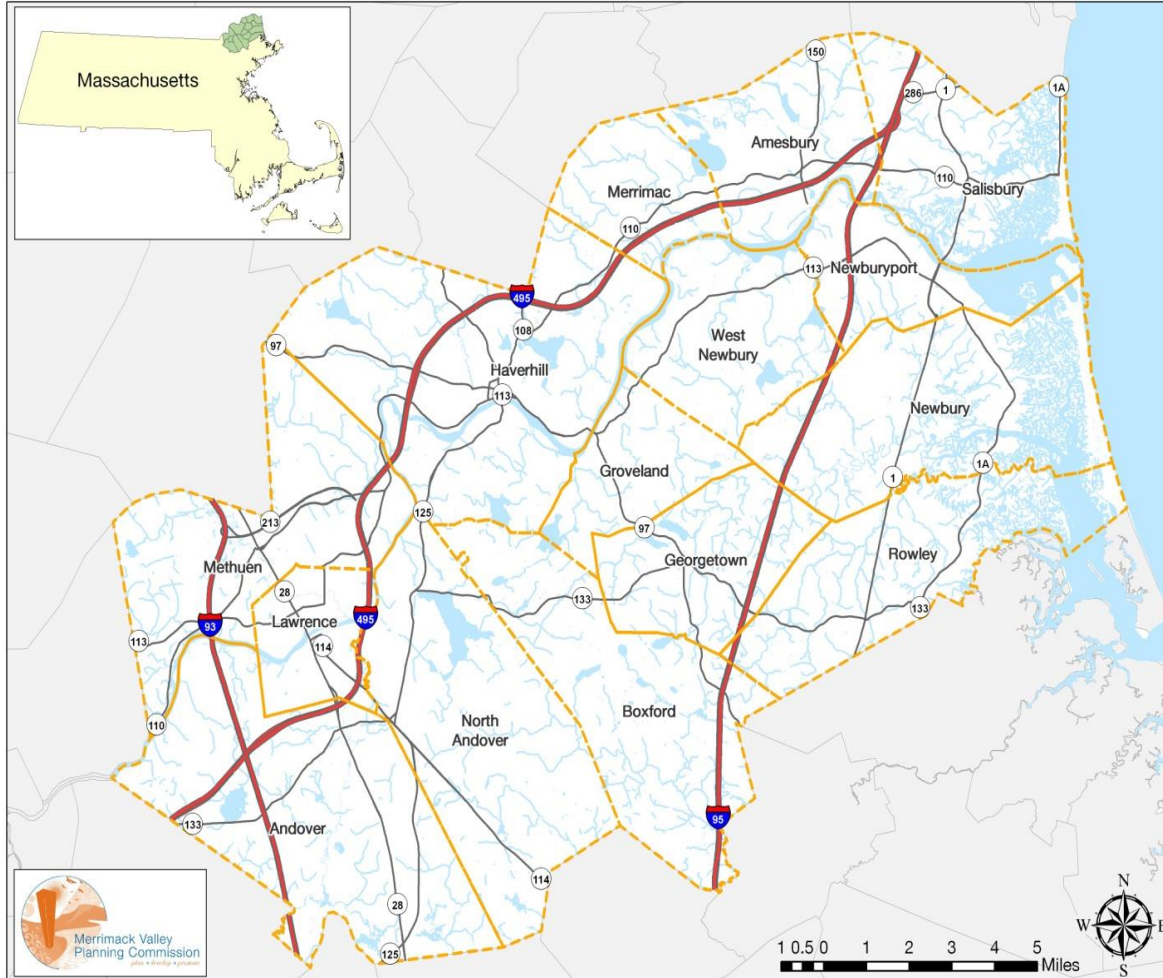 Massachusetts
150
286
1
1A
Amesbury
Merrimac
110
Salisbury
110
113
Newburyport
495
108
97
West
Newbury
Haverhill
113
Newbury
Groveland
1
1A
97
125
213
Georgetown
Rowley
Methuen
28
133
133
Lawrence
495
93
113
114
110
North
Andover
Boxford
95
133
Andover
114
28
125
Merrimack Valley
Planning Commission
plan • develop • promote
N
W E
S
1 0.5 0 1 2 3 4 5
Miles